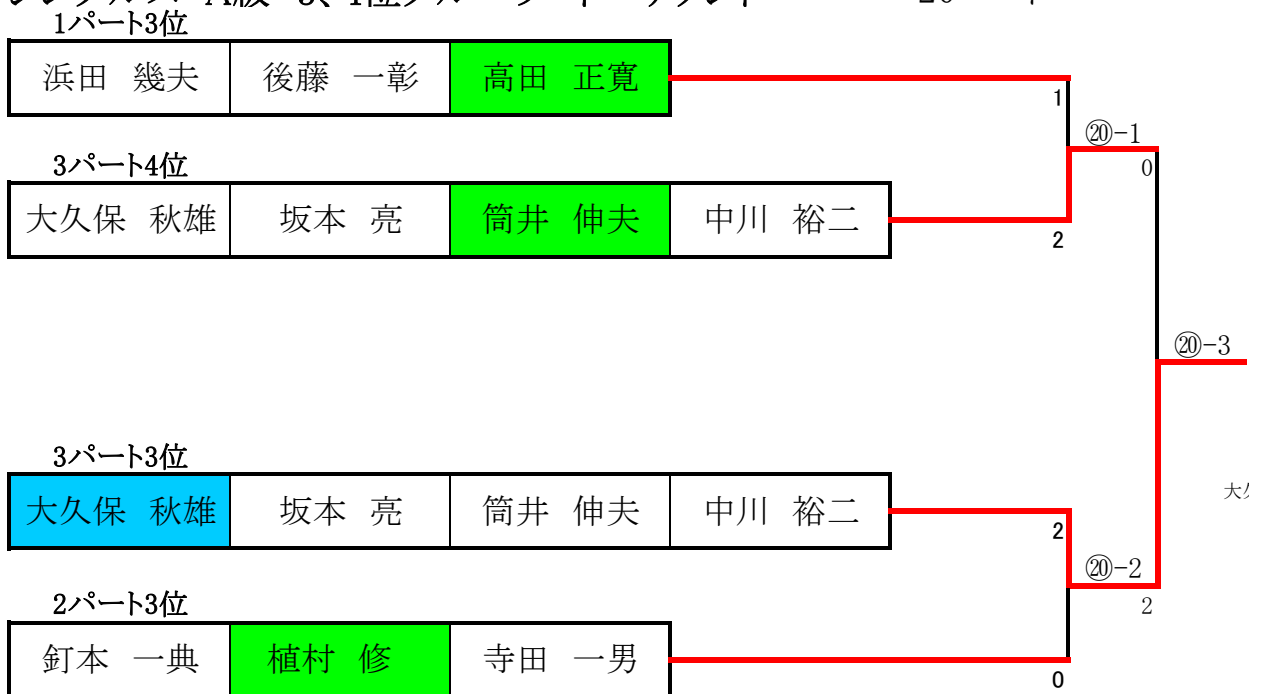 1パート3位
浜田 幾夫 後藤 一彰 高田 正寛
1
⑳-1
0
3パート4位
大久保 秋雄 坂本 亮 筒井 伸夫 中川 裕二
2
⑳-3
3パート3位
大久保 秋雄 坂本 亮 筒井 伸夫 中川 裕二
2
⑳-2
2
2パート3位
釘本 一典 植村 修 寺田 一男
0